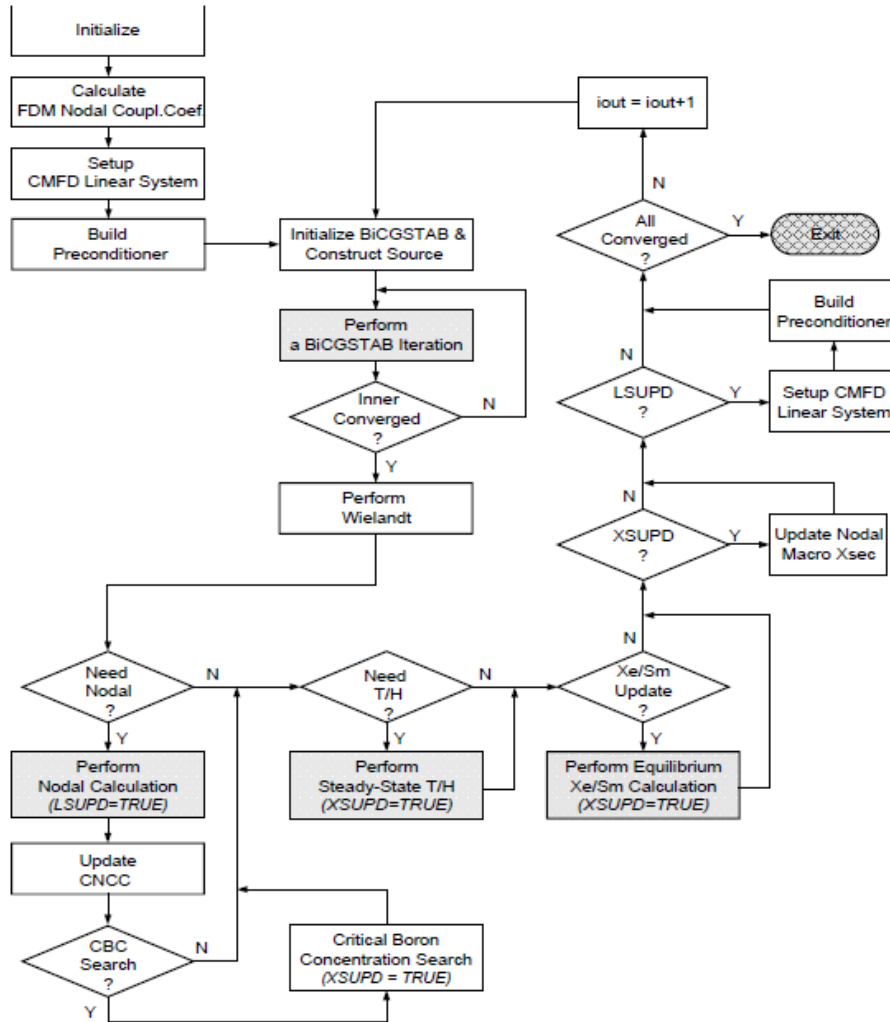 Initialize
Calculate
FDM Nodal Coupl.Coef.
Setup
CMFD Linear System
Build
Preconditioner
Initialize BiCGSTAB &
Construct Source
Perform
a BiCGSTAB Iteration
Inner
Converged
?
N
Y
Perform
Wielandt
Need
Nodal
?
N
Y
Perform
Nodal Calculation
(LSUPD=TRUE)
Update
CNCC
CBC
Search
?
N
Y
Critical Boron
Concentration Search
(XSUPD = TRUE)
Need
T/H
?
N
Y
Perform
Steady-State T/H
(XSUPD=TRUE)
Xe/Sm
Update
?
N
Y
Perform Equilibrium
Xe/Sm Calculation
(XSUPD=TRUE)
XSUPD
?
N
Y
Update Nodal
Macro Xsec
LSUPD
?
N
Y
Setup CMFD
Linear System
Build
Preconditioner
All
Converged
?
N
Y
Exit
iout = iout+1